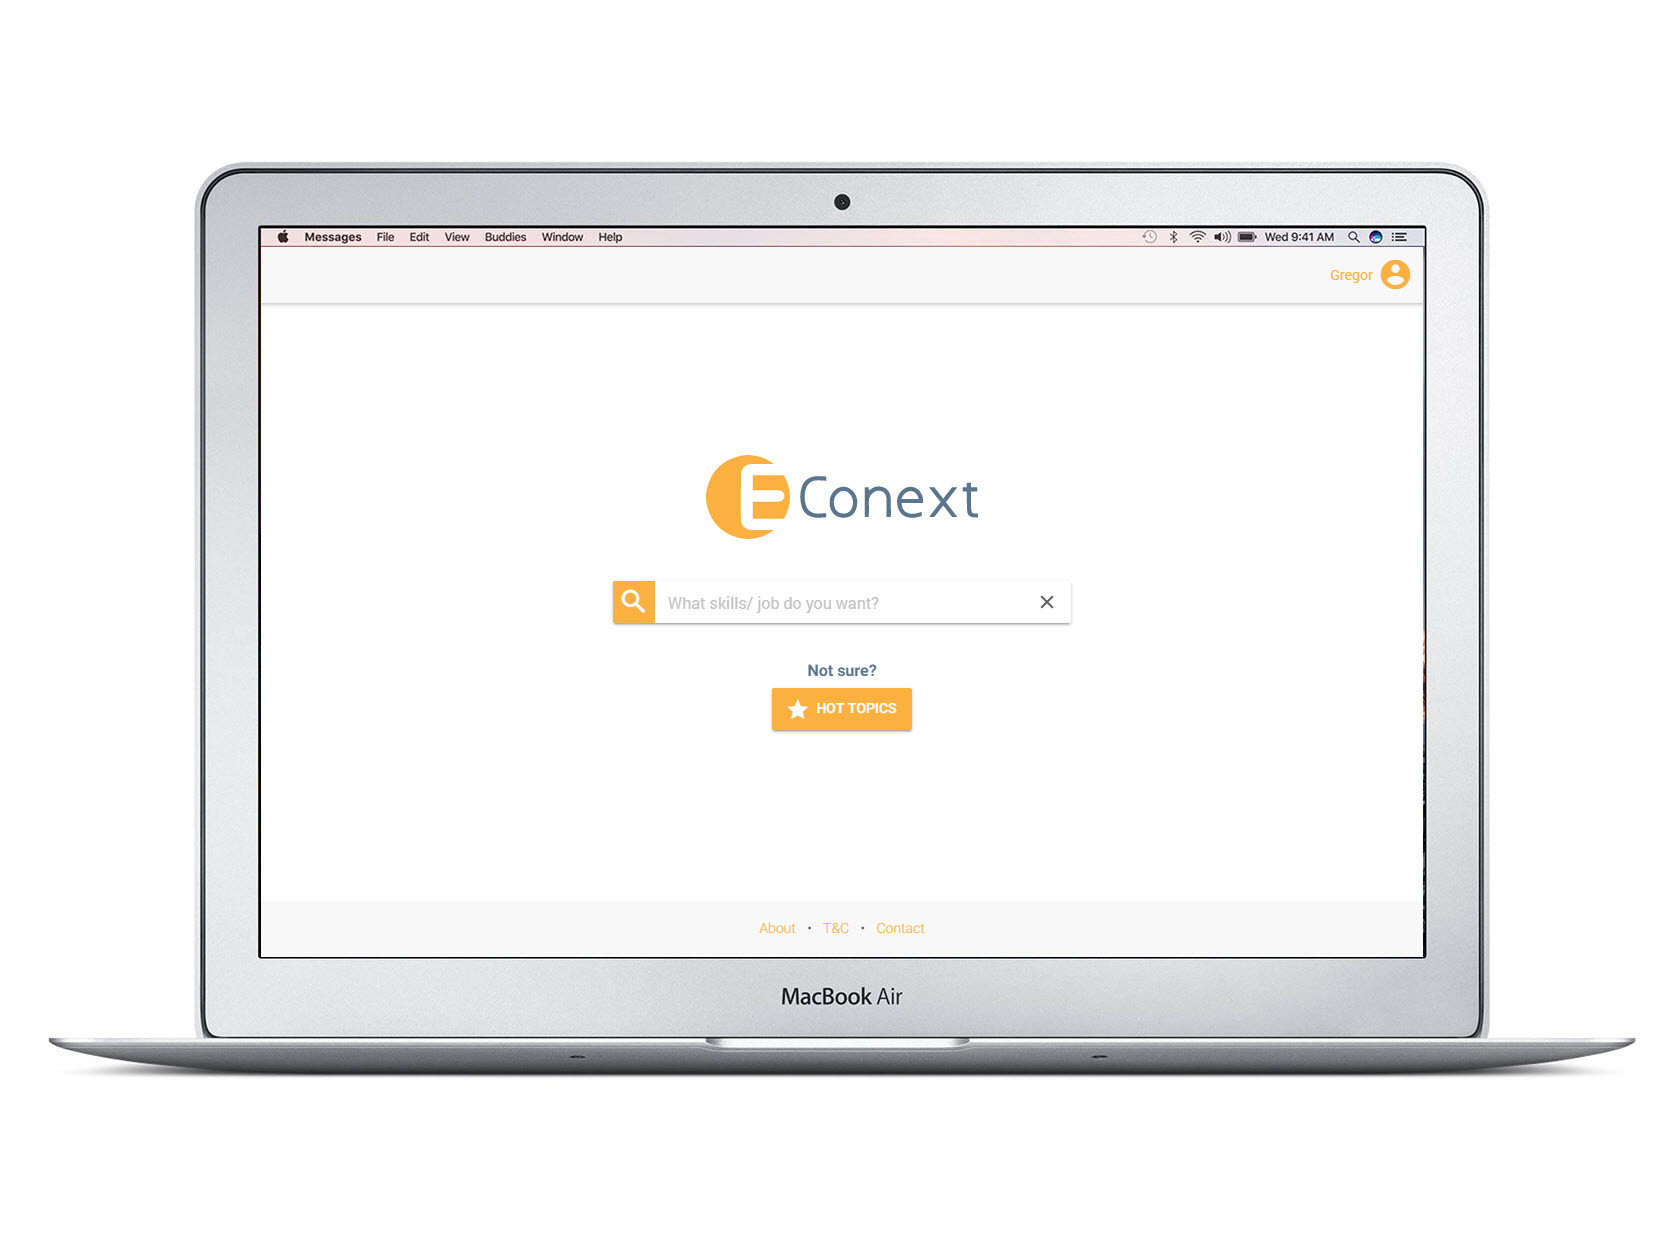 Messages File Edit View Buddies Window Help Wed 9:41 AM
Gregor
E Conext
What skills/ job do you want?
Not sure?
HOT TOPICS
About • T&C • Contact
MacBook Air